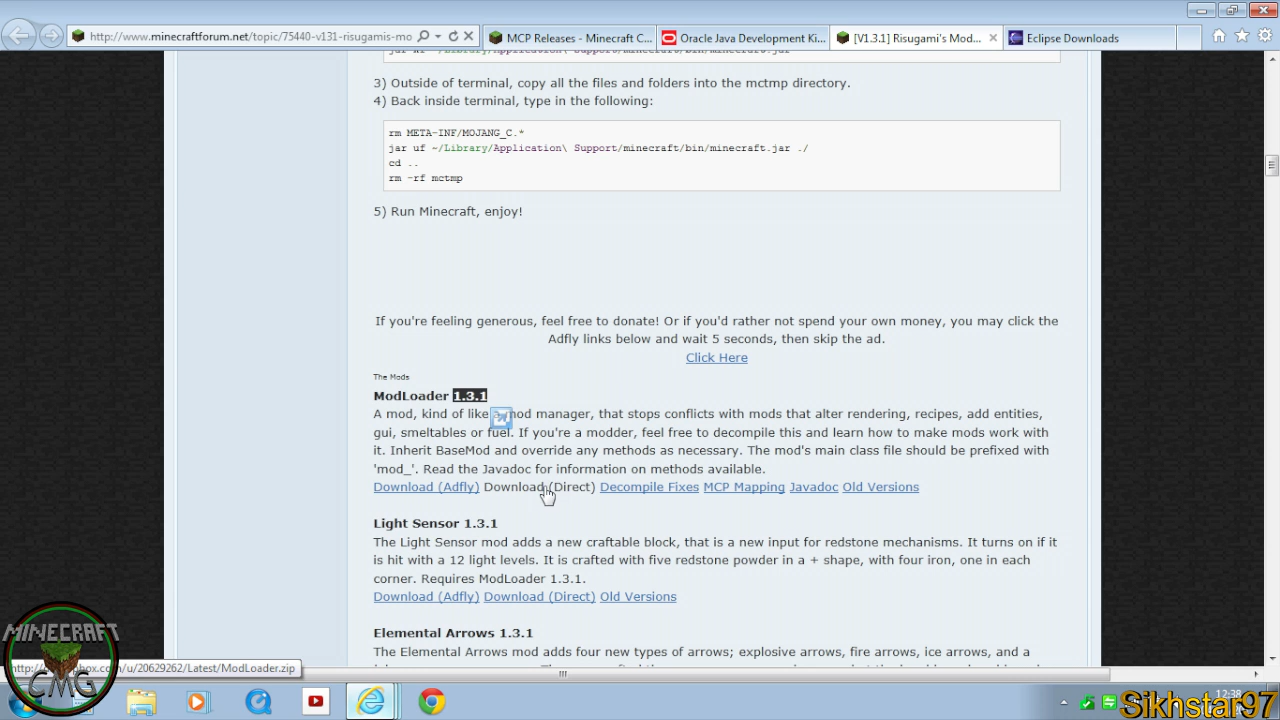 http://www.minecraftforum.net/topic/75440-v131-risugamis-mo
MCP Releases - Minecraft C...
Oracle Java Development Ki...
[V1.3.1] Risugami's Mod...
Eclipse Downloads
3) Outside of terminal, copy all the files and folders into the mctmp directory.
4) Back inside terminal, type in the following:
rm META-INF/MOJANG_C.*
jar uf ~/Library/Application\ Support/minecraft/bin/minecraft.jar ./
cd ..
rm -rf mctmp
5) Run Minecraft, enjoy!
If you're feeling generous, feel free to donate! Or if you'd rather not spend your own money, you may click the
Adfly links below and wait 5 seconds, then skip the ad.
Click Here
The Mods
ModLoader 1.3.1
A mod, kind of like a mod manager, that stops conflicts with mods that alter rendering, recipes, add entities,
gui, smeltables or fuel. If you're a modder, feel free to decompile this and learn how to make mods work with
it. Inherit BaseMod and override any methods as necessary. The mod's main class file should be prefixed with
'mod_'. Read the Javadoc for information on methods available.
Download (Adfly) Download (Direct) Decompile Fixes MCP Mapping Javadoc Old Versions
Light Sensor 1.3.1
The Light Sensor mod adds a new craftable block, that is a new input for redstone mechanisms. It turns on if it
is hit with a 12 light levels. It is crafted with five redstone powder in a + shape, with four iron, one in each
corner. Requires ModLoader 1.3.1.
Download (Adfly) Download (Direct) Old Versions
Elemental Arrows 1.3.1
The Elemental Arrows mod adds four new types of arrows; explosive arrows, fire arrows, ice arrows, and a
box.com/u/20629262/Latest/ModLoader.zip
MINECRAFT
CMG
12:38
Sikhstar97